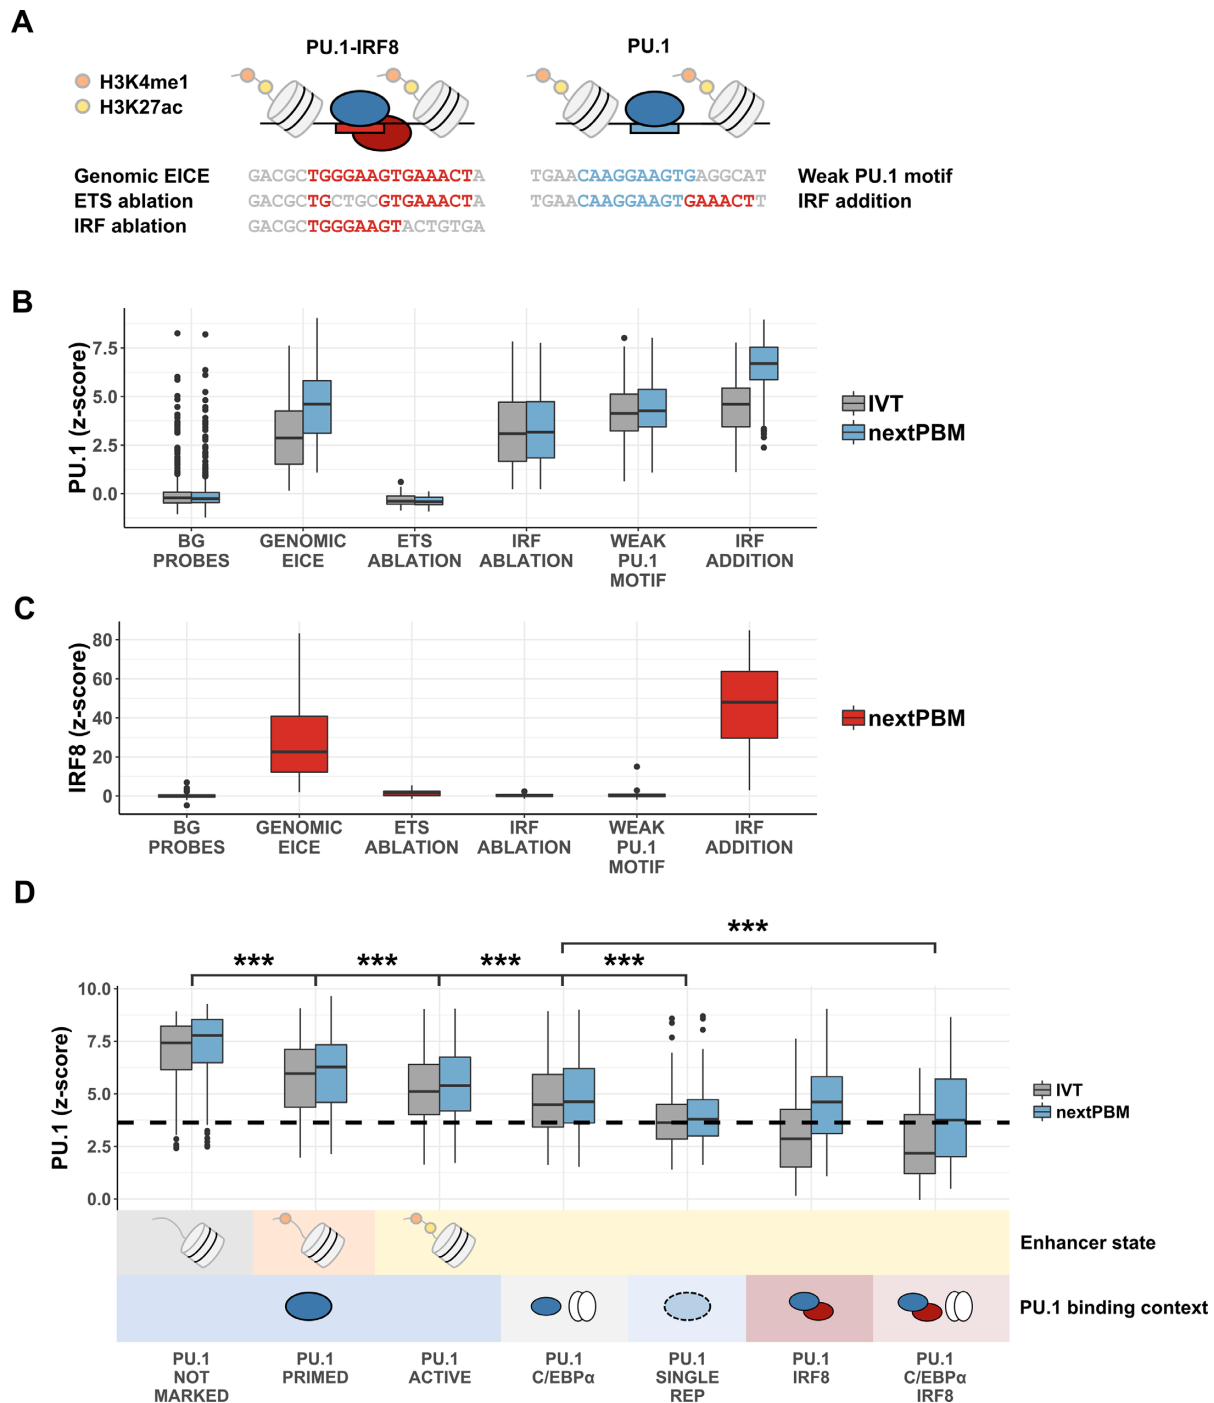 A
PU.1-IRF8
PU.1
H3K4me1
H3K27ac
Genomic EICE
GACGCTGGGAAGTGAAACTA
TGAACAAGGAAGTGAGGCAT
Weak PU.1 motif
ETS ablation
GACGCTGCTGCGTGAAACTA
TGAACAAGGAAGTGAAACTT
IRF addition
IRF ablation
GACGCTGGGAAGTACTGTGA
B
PU.1 (z-score)
7.5
5.0
2.5
0.0
BG
PROBES
GENOMIC
EICE
ETS
ABLATION
IRF
ABLATION
WEAK
PU.1
MOTIF
IRF
ADDITION
IVT
nextPBM
C
IRF8 (z-score)
80
60
40
20
0
BG
PROBES
GENOMIC
EICE
ETS
ABLATION
IRF
ABLATION
WEAK
PU.1
MOTIF
IRF
ADDITION
nextPBM
D
***
***
***
***
***
PU.1 (z-score)
10.0
7.5
5.0
2.5
0.0
IVT
nextPBM
Enhancer state
PU.1 binding context
PU.1
NOT
MARKED
PU.1
PRIMED
PU.1
ACTIVE
PU.1
C/EBPα
PU.1
SINGLE
REP
PU.1
IRF8
PU.1
C/EBPα
IRF8